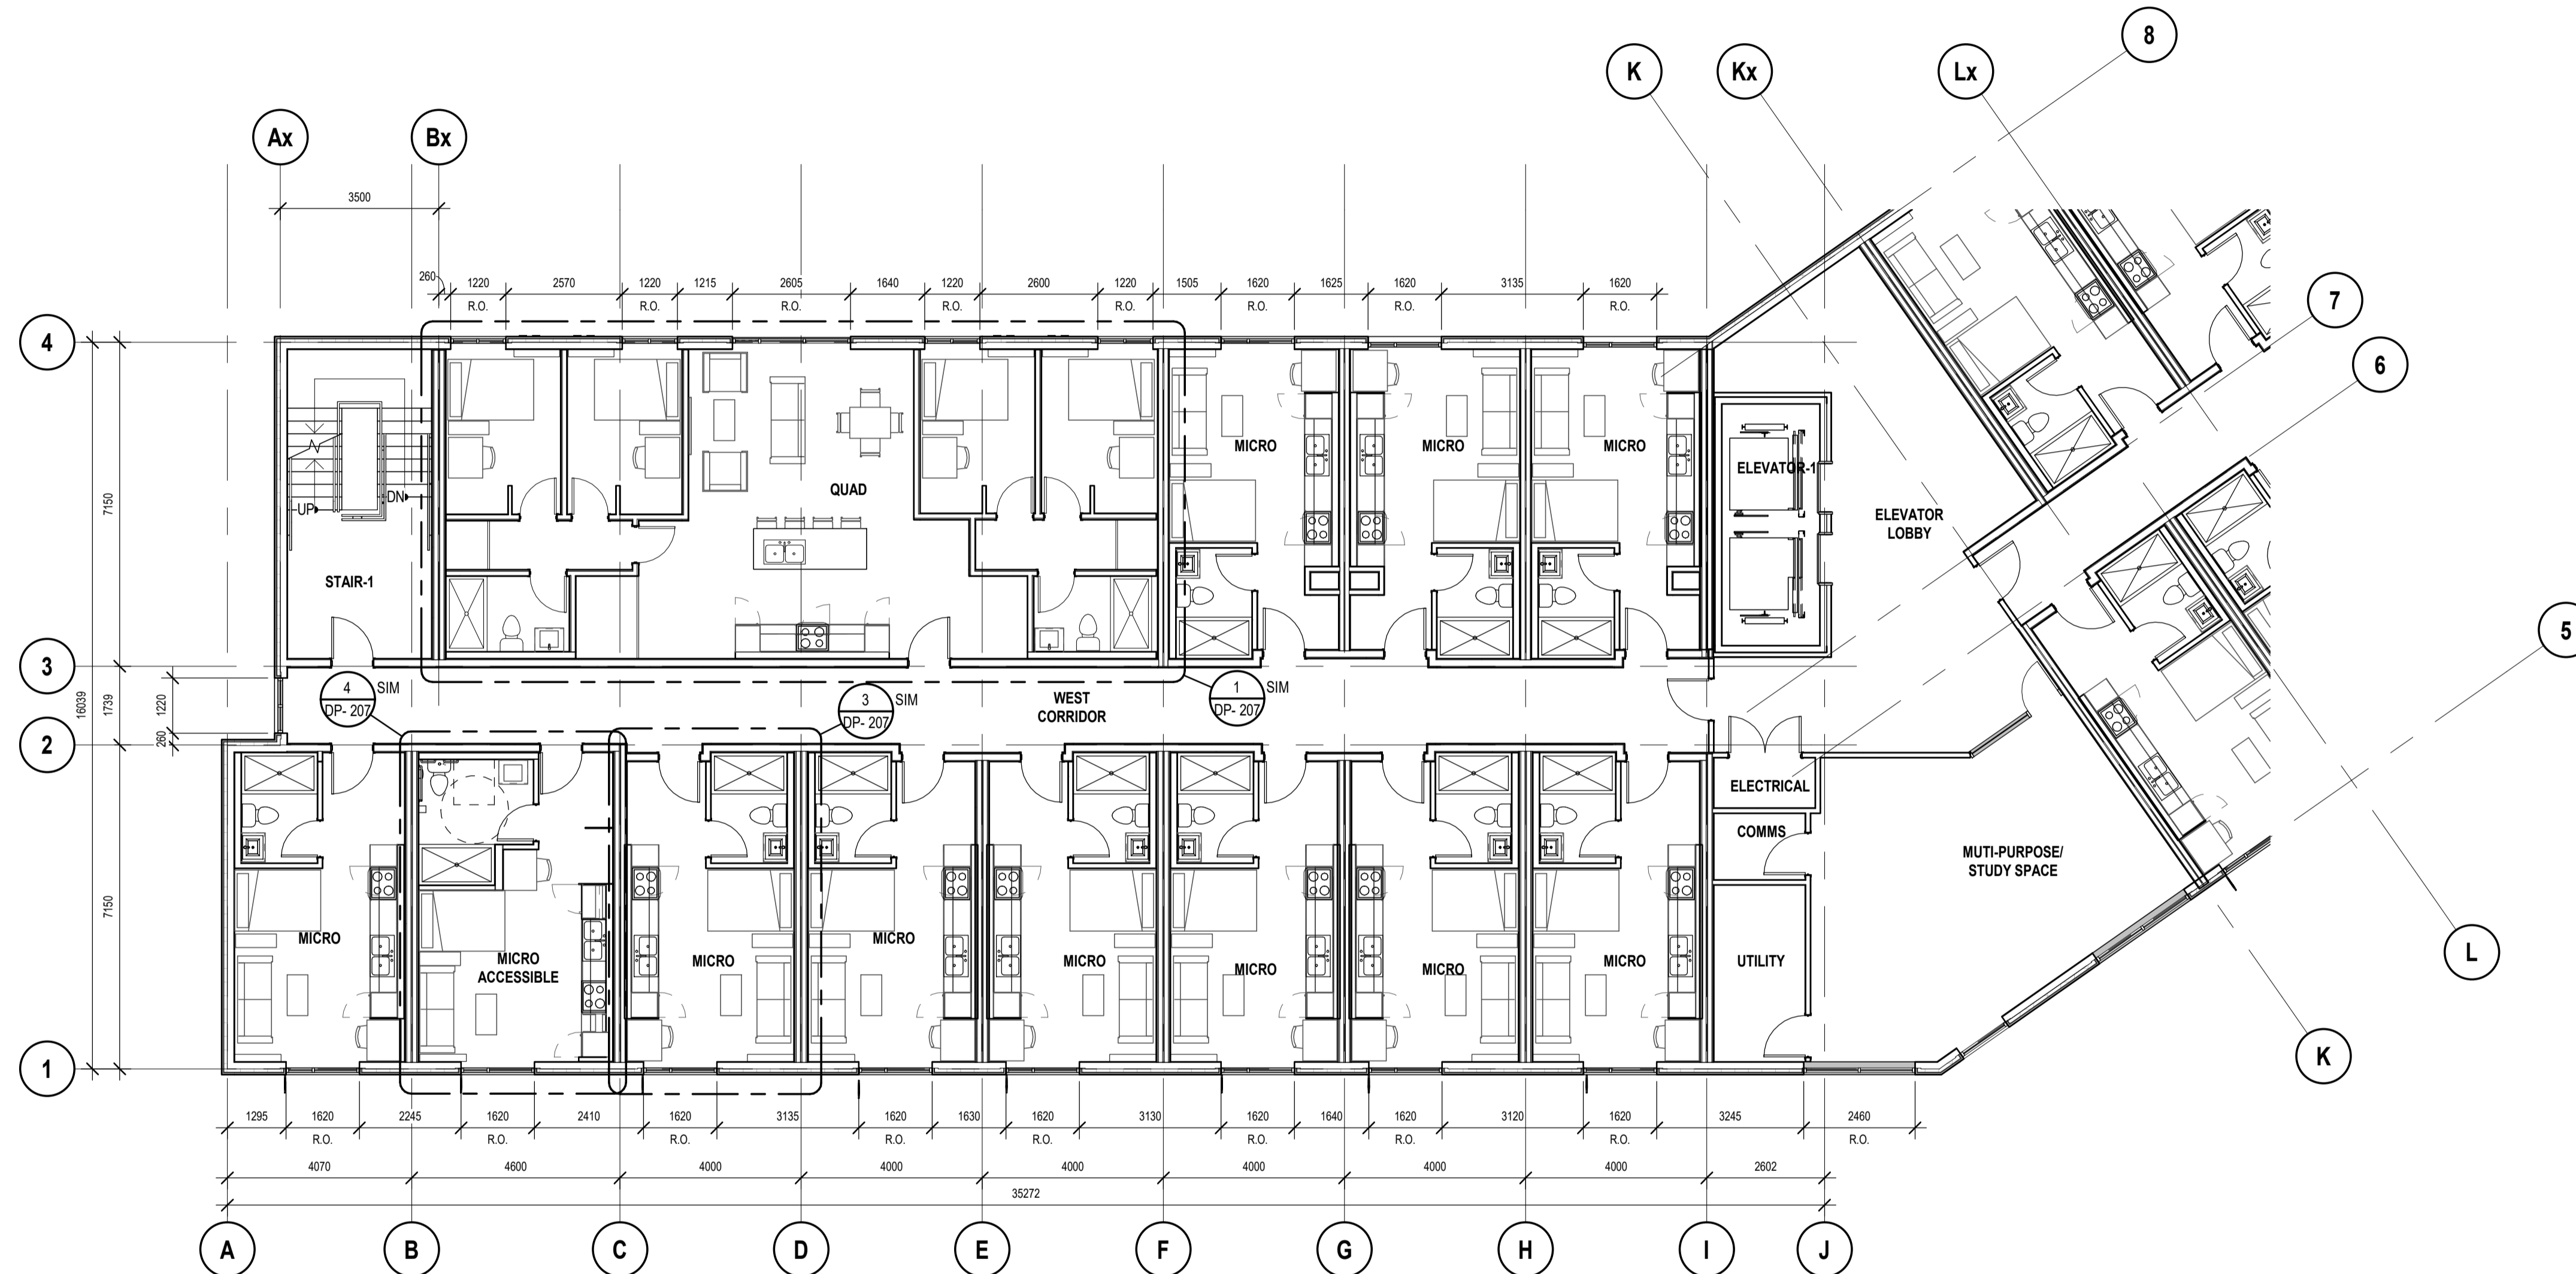 8
K Kx Lx
Ax Bx
3500
260 1220 2570 1220 1215 2605 1640 1220 2600 1220 1505 1620 1625 1620 3135 1620
R.O. R.O. R.O. R.O. R.O. R.O. R.O. R.O.
7
4
6
MICRO MICRO MICRO
ELEVATOR-1
QUAD
7150
UP DN
ELEVATOR
LOBBY
STAIR-1
5
3
16039 1739 1220 260
4 SIM
DP- 207
3 SIM
DP- 207
WEST
CORRIDOR
1 SIM
DP- 207
2
ELECTRICAL
COMMS
MUTI-PURPOSE/
STUDY SPACE
7150
MICRO
MICRO
ACCESSIBLE
MICRO
MICRO
MICRO
MICRO
MICRO
MICRO
UTILITY
L
K
1
1295 1620 2245 1620 2410 1620 3135 1620 1630 1620 3130 1620 1640 1620 3120 1620 3245 2460
R.O. R.O. R.O. R.O. R.O. R.O. R.O. R.O. R.O.
4070 4600 4000 4000 4000 4000 4000 4000 2602
35272
A B C D E F G H I J